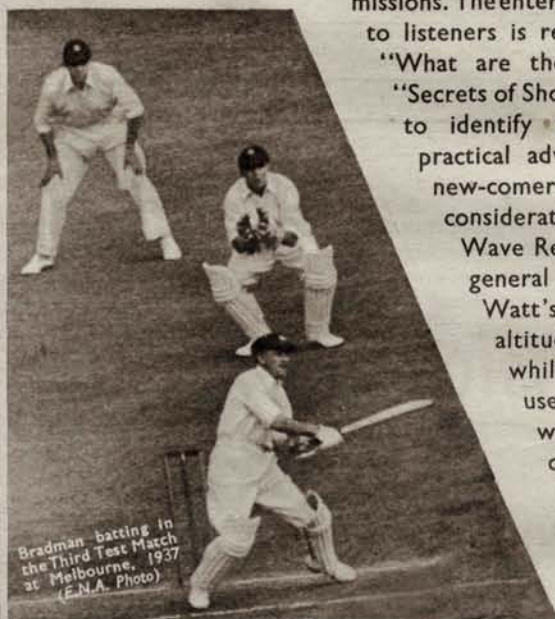 missions. The enter
to listeners is re
"What are the
"Secrets of Sho
to identify
practical adv
new-comer
considerat
Wave Re
general
Watt's
altitu
whil
use
w
Bradman batting in
the Third Test Match
at Melbourne, 1937
(E.N.A. Photo)